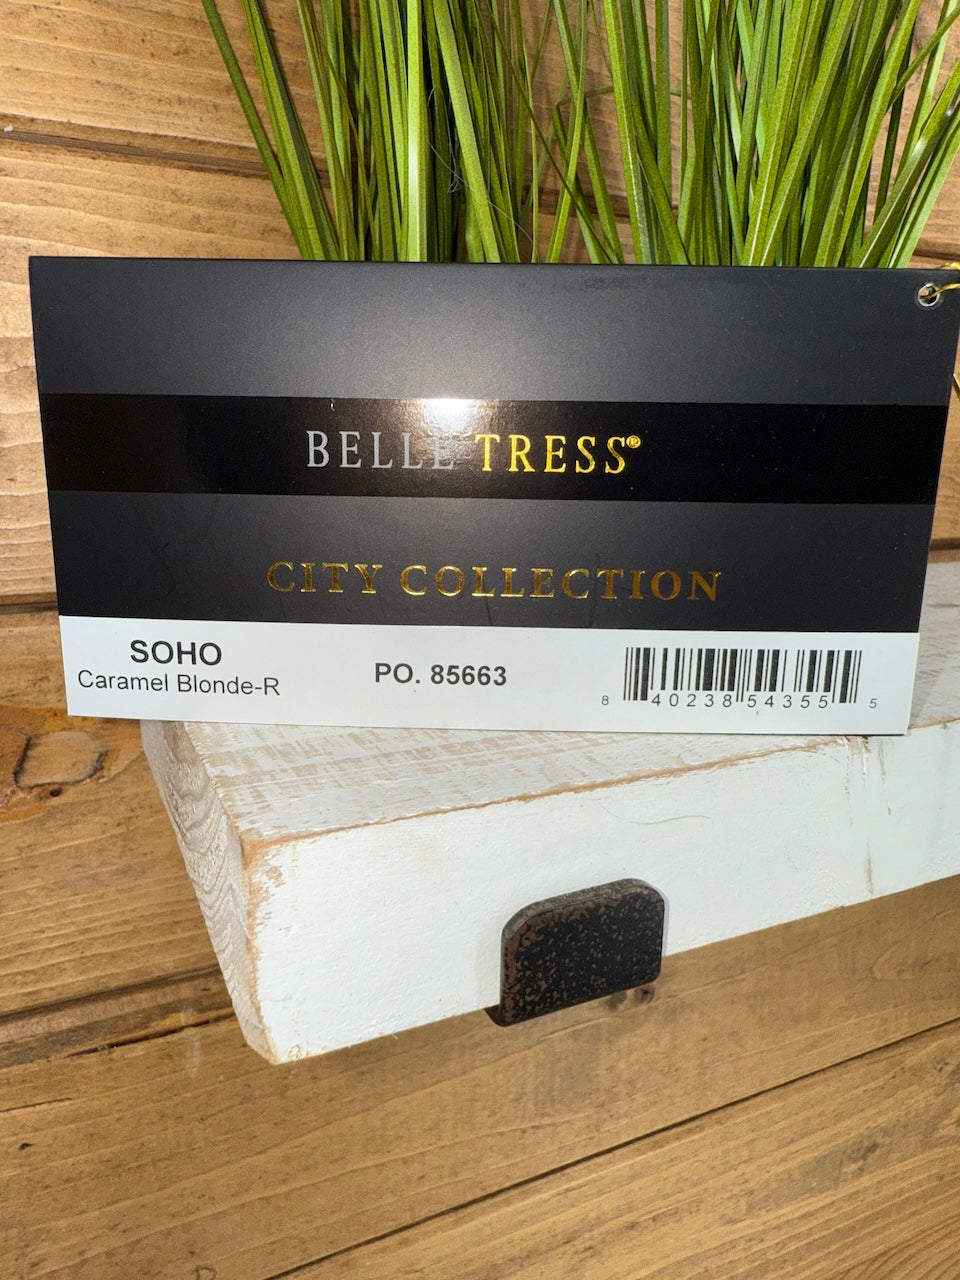 BELLE TRESS®
CITY COLLECTION
SOHO
Caramel Blonde-R
PO. 85663
8 40238 54355 5